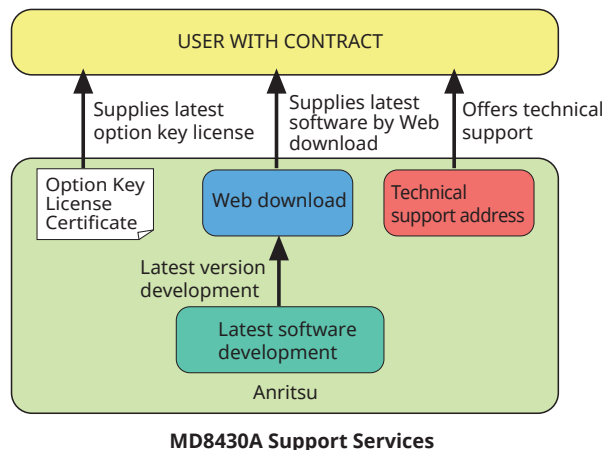 USER WITH CONTRACT
Supplies latest
option key license
Supplies latest
software by Web
download
Offers technical
support
Option Key
License
Certificate
Web download
Technical
support address
Latest version
development
Latest software
development
Anritsu
MD8430A Support Services